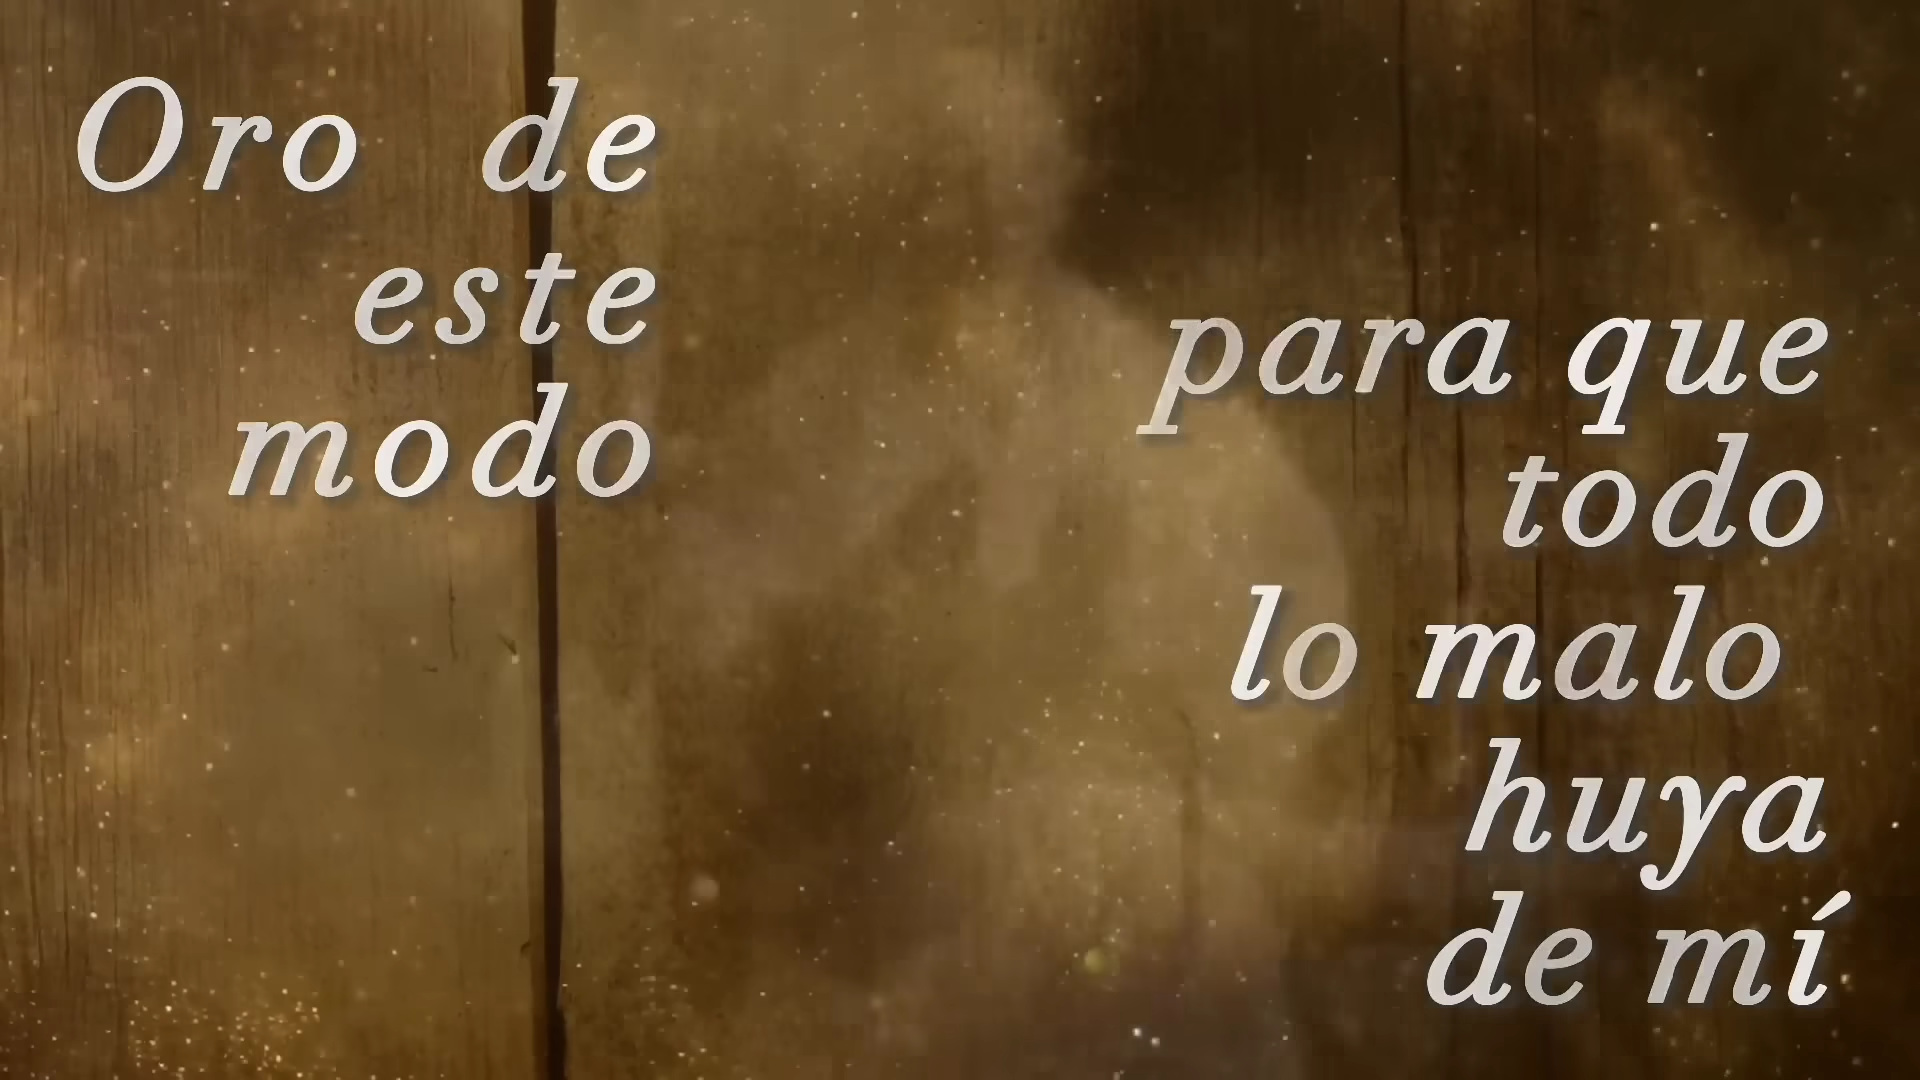 Oro de
este
modo
para que
todo
lo malo
huya
de mí